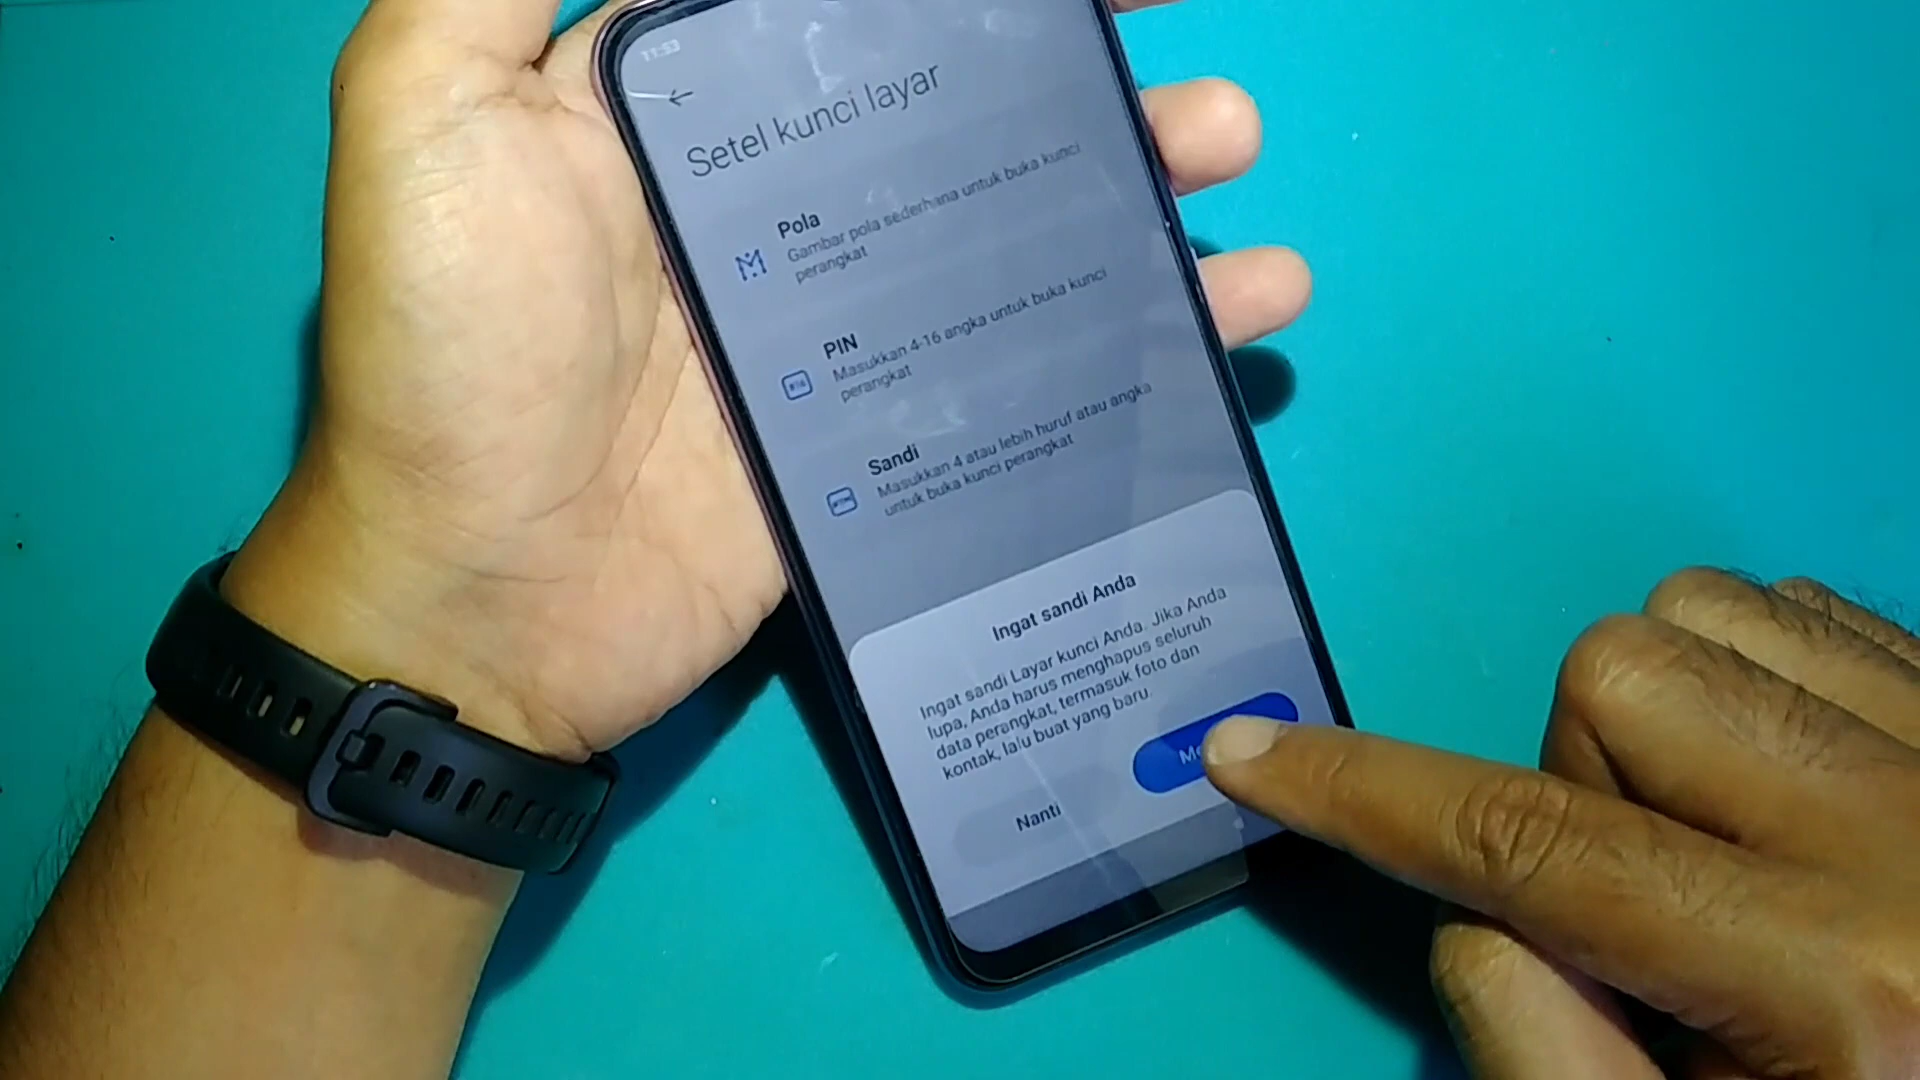 11:53
Setel kunci layar
Pola
Gambar pola sederhana untuk buka kunci
perangkat
PIN
Masukkan 4-16 angka untuk buka kunci
perangkat
Sandi
Masukkan 4 atau lebih huruf atau angka
untuk buka kunci perangkat
Ingat sandi Anda
Ingat sandi Layar kunci Anda. Jika Anda
lupa, Anda harus menghapus seluruh
data perangkat, termasuk foto dan
kontak, lalu buat yang baru.
Nanti